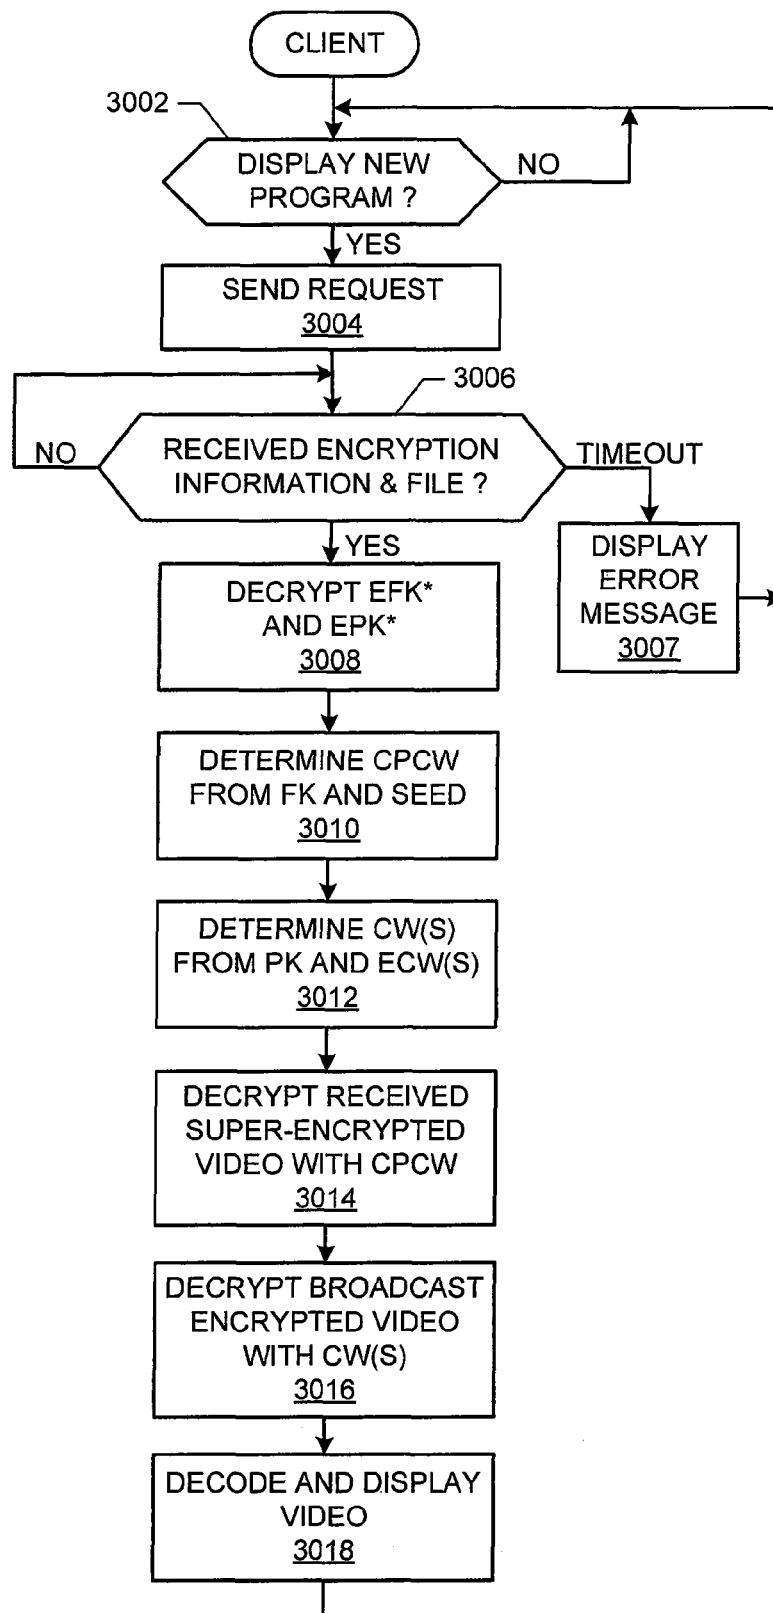 CLIENT
3002
DISPLAY NEW
PROGRAM ?
NO
YES
SEND REQUEST
3004
3006
RECEIVED ENCRYPTION
INFORMATION & FILE ?
NO
TIMEOUT
YES
DISPLAY
ERROR
MESSAGE
3007
DECRYPT EFK*
AND EPK*
3008
DETERMINE CPCW
FROM FK AND SEED
3010
DETERMINE CW(S)
FROM PK AND ECW(S)
3012
DECRYPT RECEIVED
SUPER-ENCRYPTED
VIDEO WITH CPCW
3014
DECRYPT BROADCAST
ENCRYPTED VIDEO
WITH CW(S)
3016
DECODE AND DISPLAY
VIDEO
3018